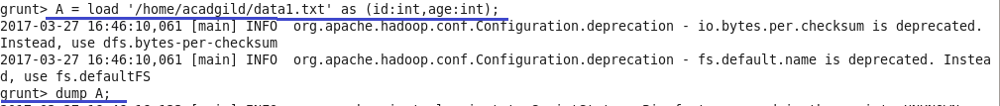 grunt> A = load '/home/acadgild/data1.txt' as (id:int,age:int);
2017-03-27 16:46:10,061 [main] INFO  org.apache.hadoop.conf.Configuration.deprecation - io.bytes.per.checksum is deprecated.
Instead, use dfs.bytes-per-checksum
2017-03-27 16:46:10,061 [main] INFO  org.apache.hadoop.conf.Configuration.deprecation - fs.default.name is deprecated. Instea
d, use fs.defaultFS
grunt> dump A;